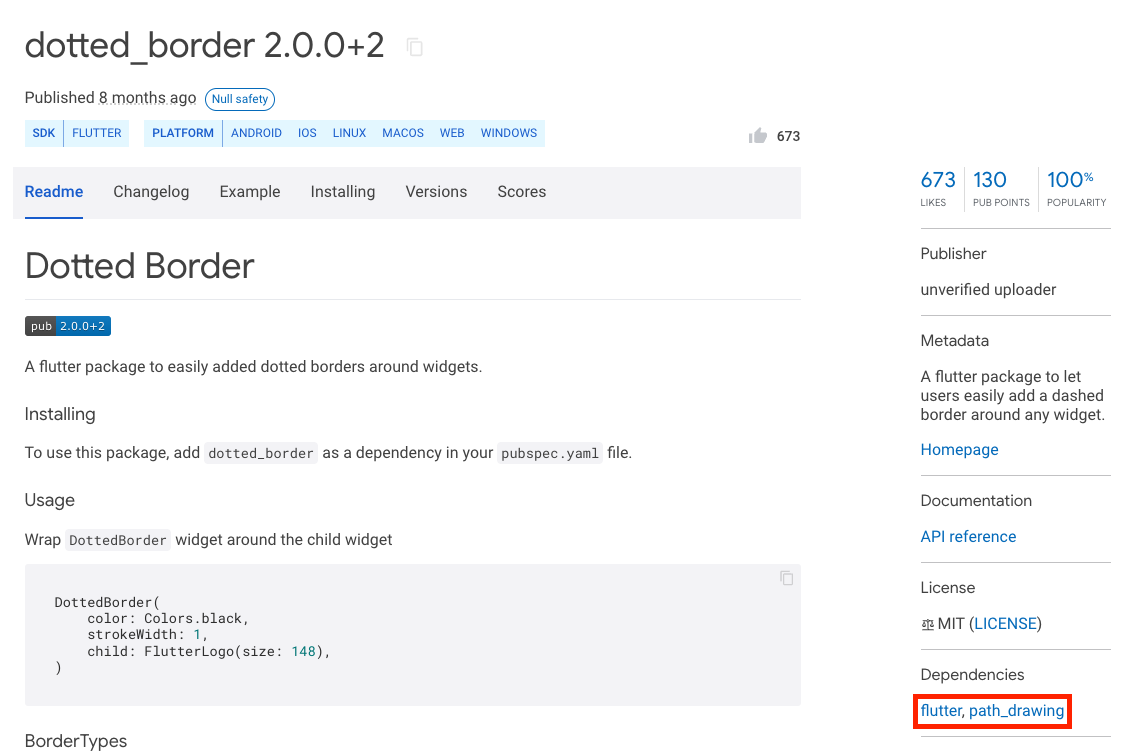 dotted_border 2.0.0+2
Published 8 months ago Null safety
SDK FLUTTER PLATFORM ANDROID IOS LINUX MACOS WEB WINDOWS
673
Readme Changelog Example Installing Versions Scores
Dotted Border
pub 2.0.0+2
A flutter package to easily added dotted borders around widgets.
Installing
To use this package, add dotted_border as a dependency in your pubspec.yaml file.
Usage
Wrap DottedBorder widget around the child widget
DottedBorder(
    color: Colors.black,
    strokeWidth: 1,
    child: FlutterLogo(size: 148),
)
BorderTypes
673 130 100%
LIKES PUB POINTS POPULARITY
Publisher
unverified uploader
Metadata
A flutter package to let
users easily add a dashed
border around any widget.
Homepage
Documentation
API reference
License
MIT (LICENSE)
Dependencies
flutter, path_drawing